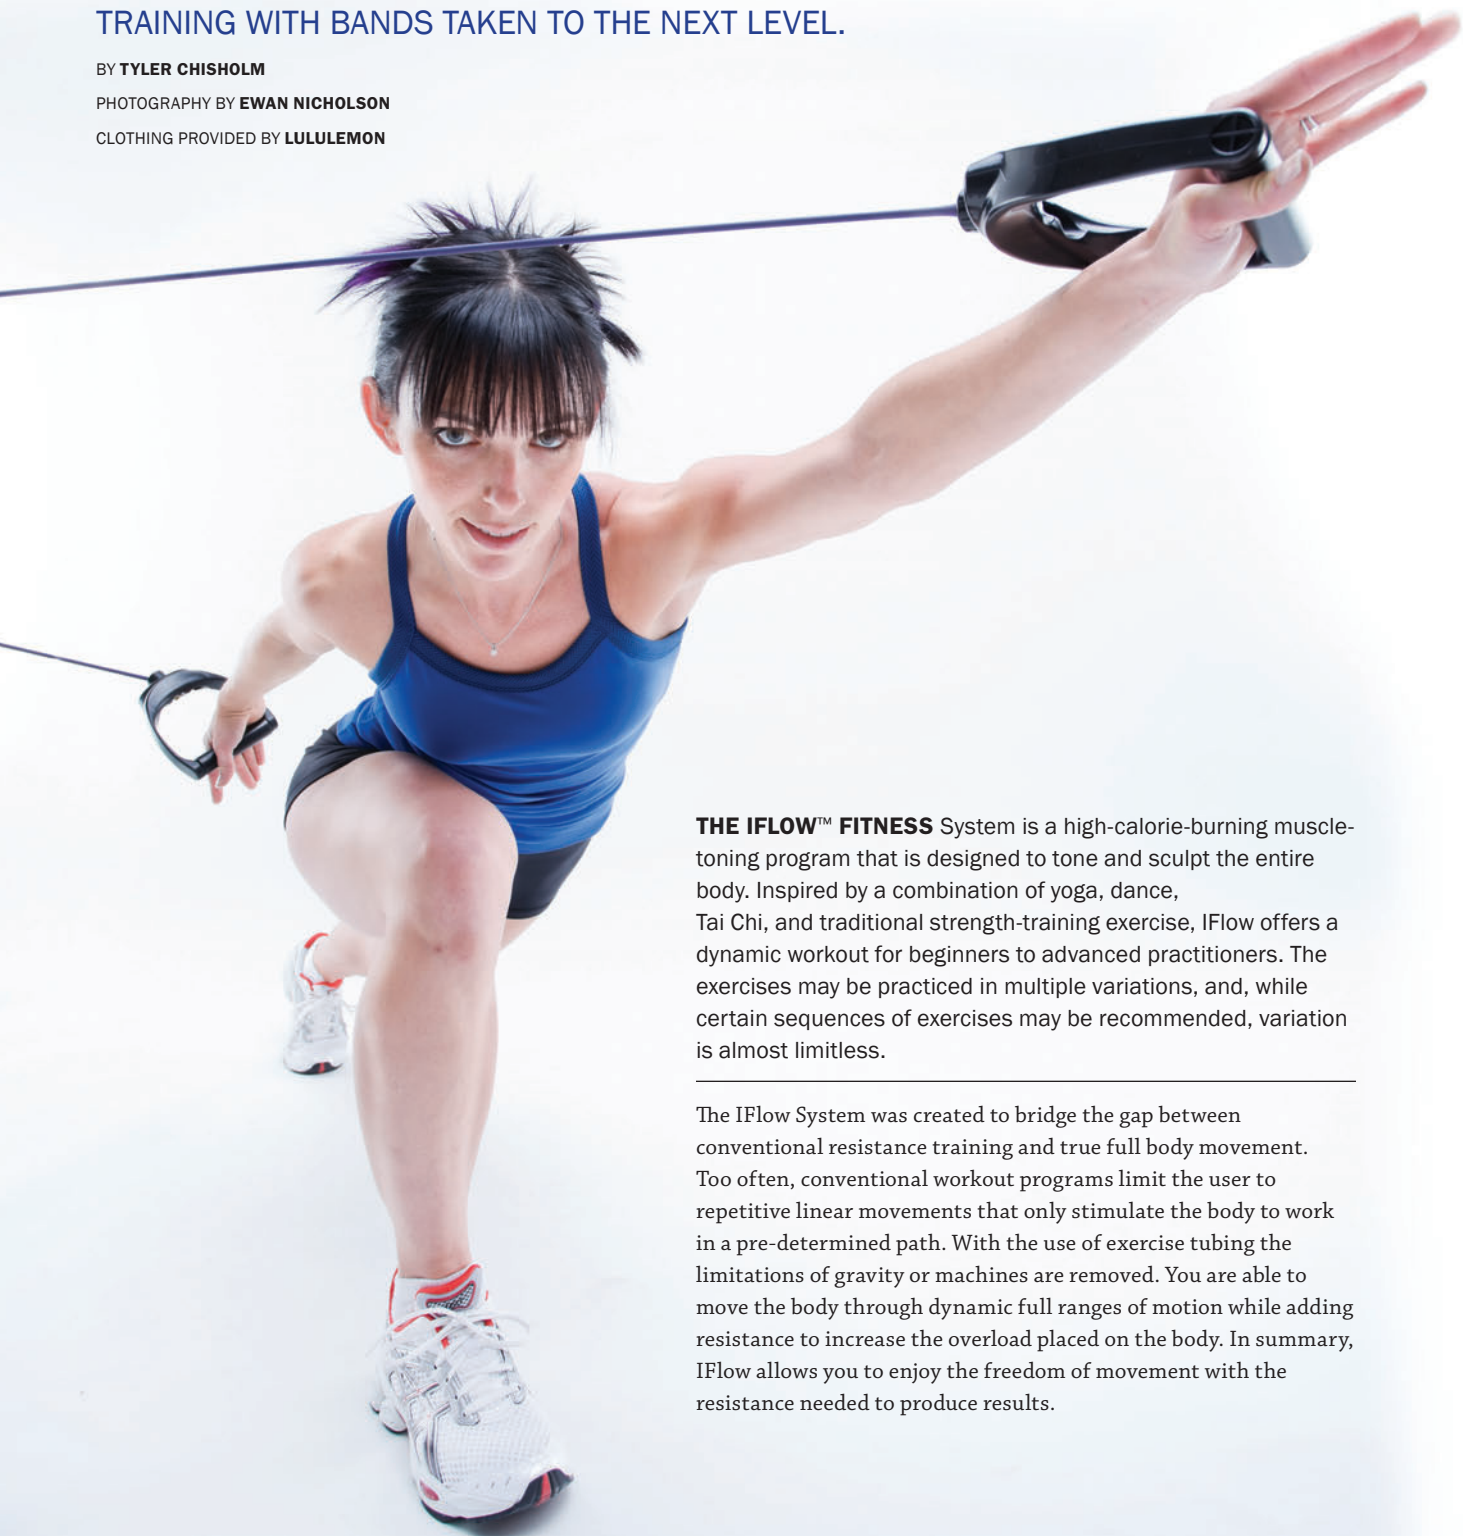 TRAINING WITH BANDS TAKEN TO THE NEXT LEVEL.
BY TYLER CHISHOLM
PHOTOGRAPHY BY EWAN NICHOLSON
CLOTHING PROVIDED BY LULULEMON
THE IFLOW™ FITNESS System is a high-calorie-burning muscle-
toning program that is designed to tone and sculpt the entire
body. Inspired by a combination of yoga, dance,
Tai Chi, and traditional strength-training exercise, IFlow offers a
dynamic workout for beginners to advanced practitioners. The
exercises may be practiced in multiple variations, and, while
certain sequences of exercises may be recommended, variation
is almost limitless.
The IFlow System was created to bridge the gap between
conventional resistance training and true full body movement.
Too often, conventional workout programs limit the user to
repetitive linear movements that only stimulate the body to work
in a pre-determined path. With the use of exercise tubing the
limitations of gravity or machines are removed. You are able to
move the body through dynamic full ranges of motion while adding
resistance to increase the overload placed on the body. In summary,
IFlow allows you to enjoy the freedom of movement with the
resistance needed to produce results.